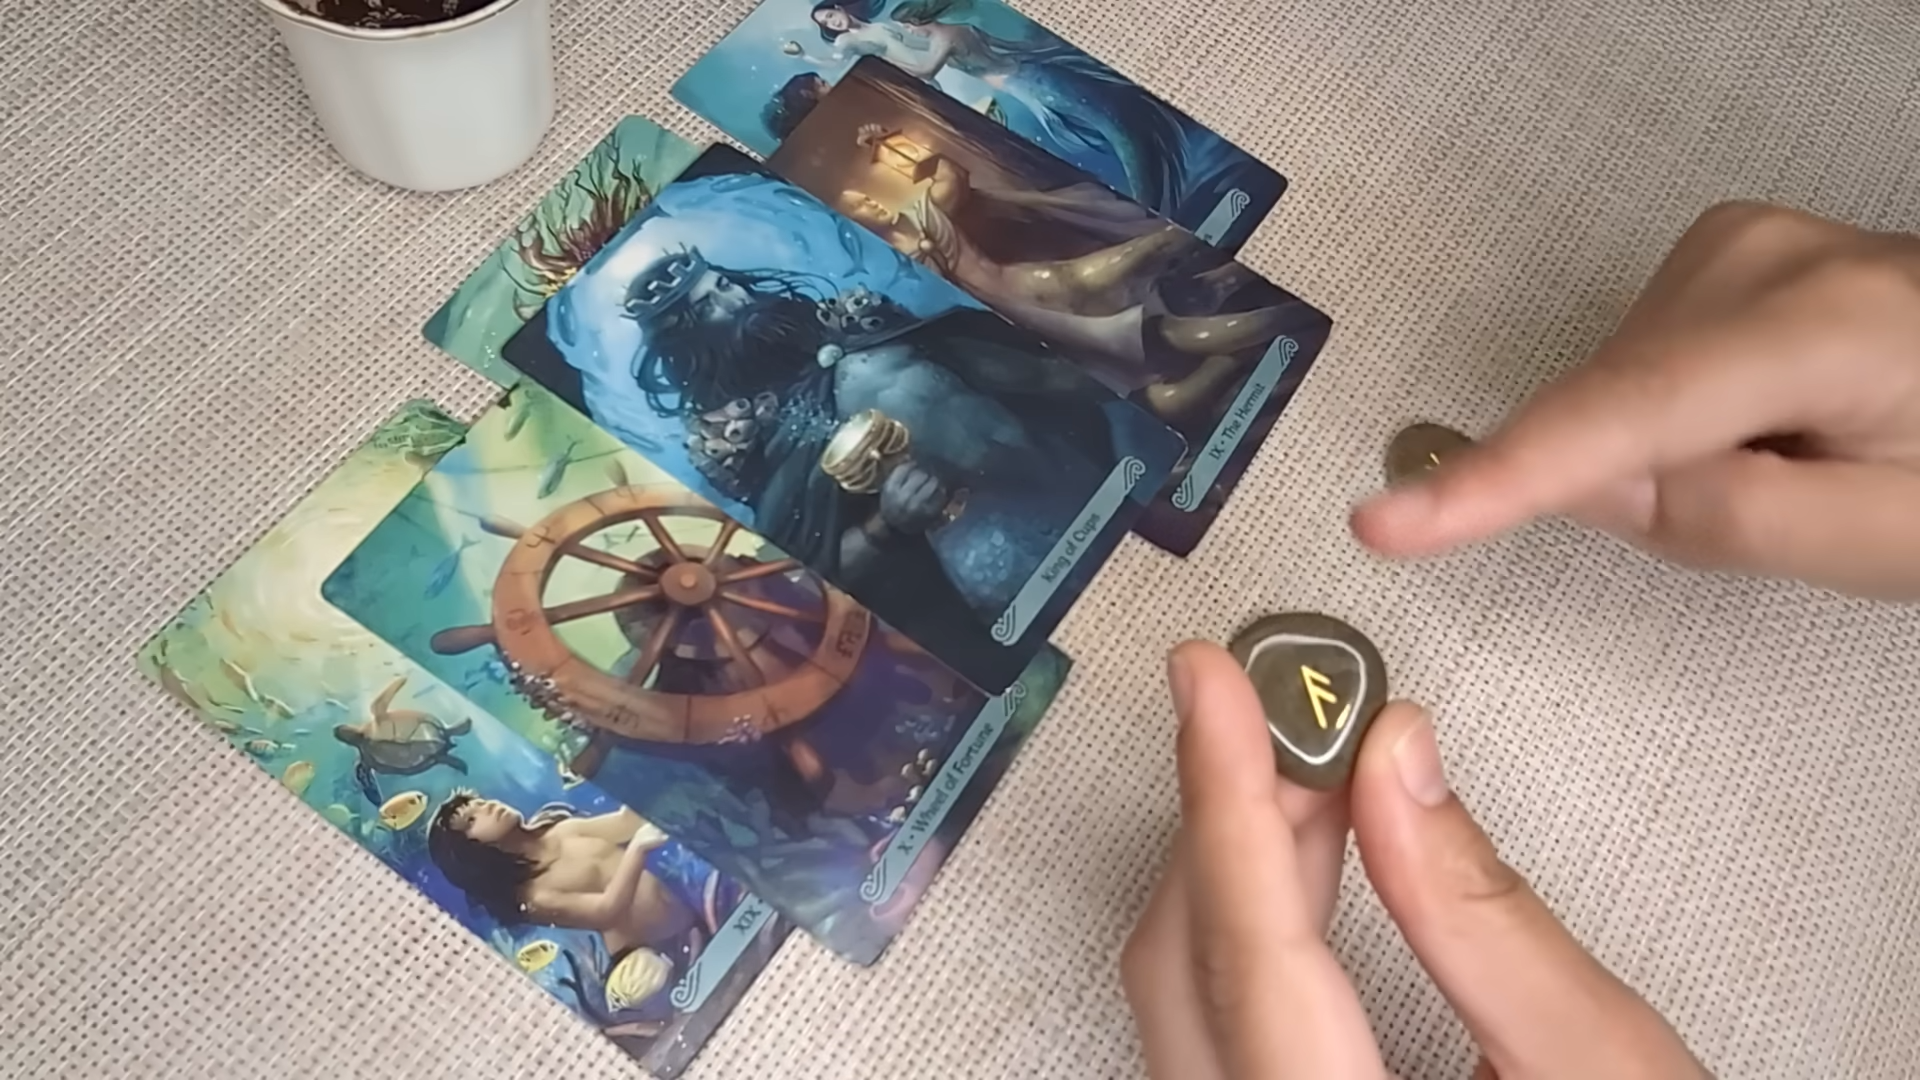 IX • The Hermit
King of Cups
X • Wheel of Fortune
XIX